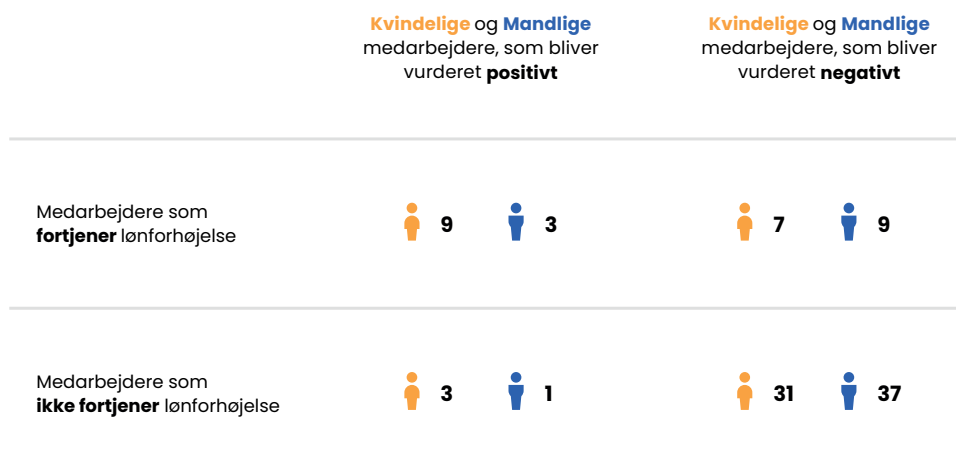 Kvindelige og Mandlige
medarbejdere, som bliver
vurderet positivt
Kvindelige og Mandlige
medarbejdere, som bliver
vurderet negativt
Medarbejdere som
fortjener lønforhøjelse
9 3 7 9
Medarbejdere som
ikke fortjener lønforhøjelse
3 1 31 37